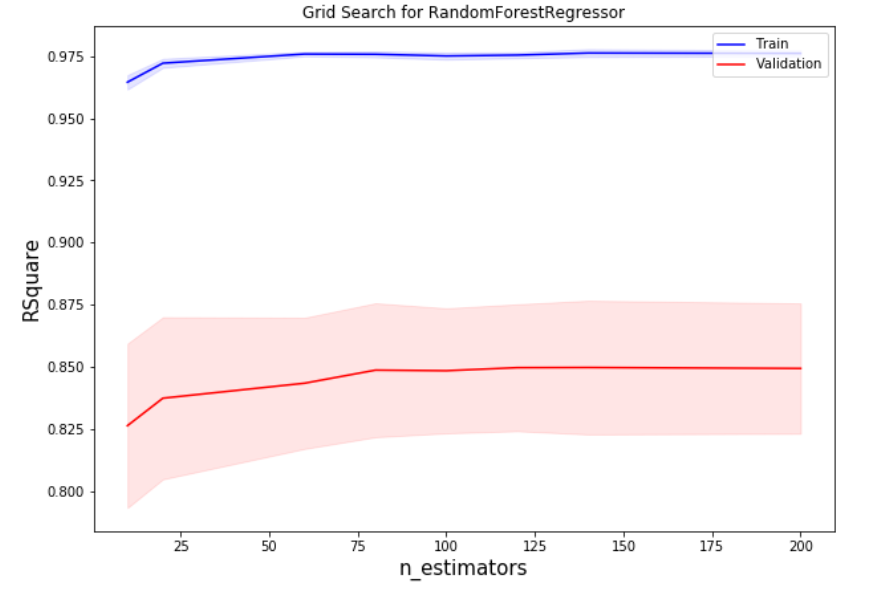 Grid Search for RandomForestRegressor
Train
Validation
RSquare
0.975
0.950
0.925
0.900
0.875
0.850
0.825
0.800
25 50 75 100 125 150 175 200
n_estimators